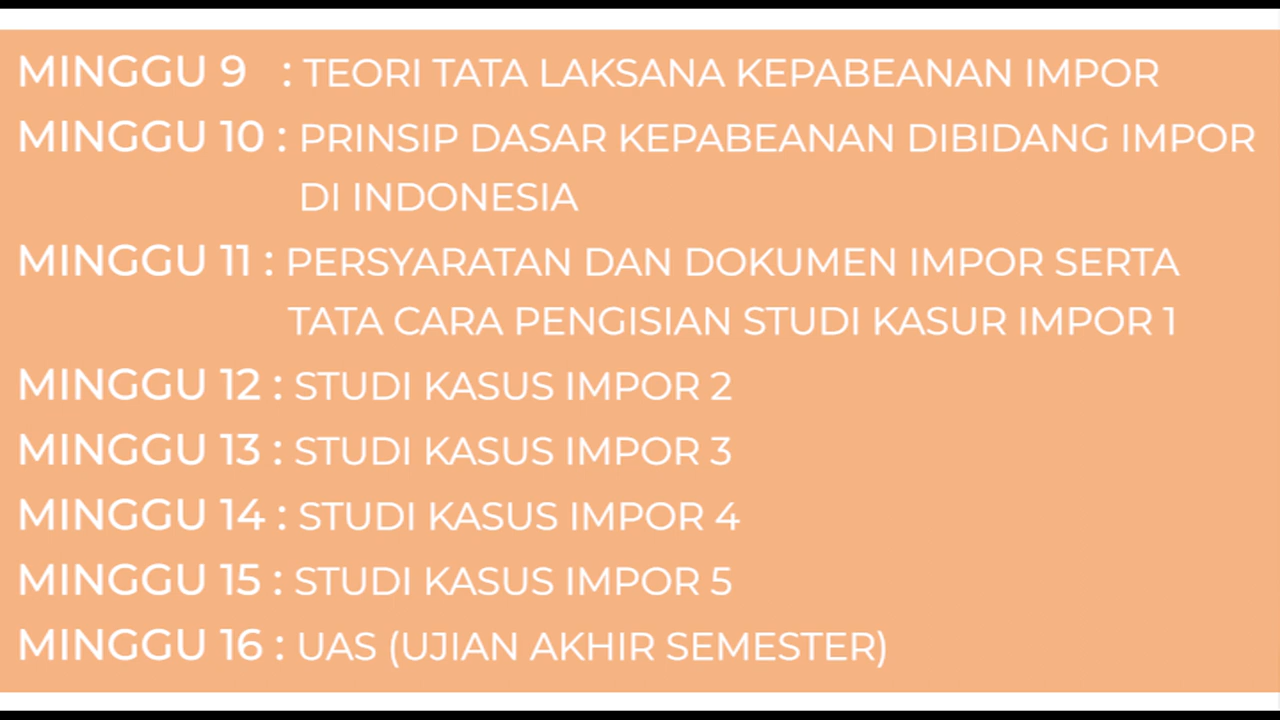 MINGGU 9 : TEORI TATA LAKSANA KEPABEANAN IMPOR
MINGGU 10 : PRINSIP DASAR KEPABEANAN DIBIDANG IMPOR
DI INDONESIA
MINGGU 11 : PERSYARATAN DAN DOKUMEN IMPOR SERTA
TATA CARA PENGISIAN STUDI KASUR IMPOR 1
MINGGU 12 : STUDI KASUS IMPOR 2
MINGGU 13 : STUDI KASUS IMPOR 3
MINGGU 14 : STUDI KASUS IMPOR 4
MINGGU 15 : STUDI KASUS IMPOR 5
MINGGU 16 : UAS (UJIAN AKHIR SEMESTER)